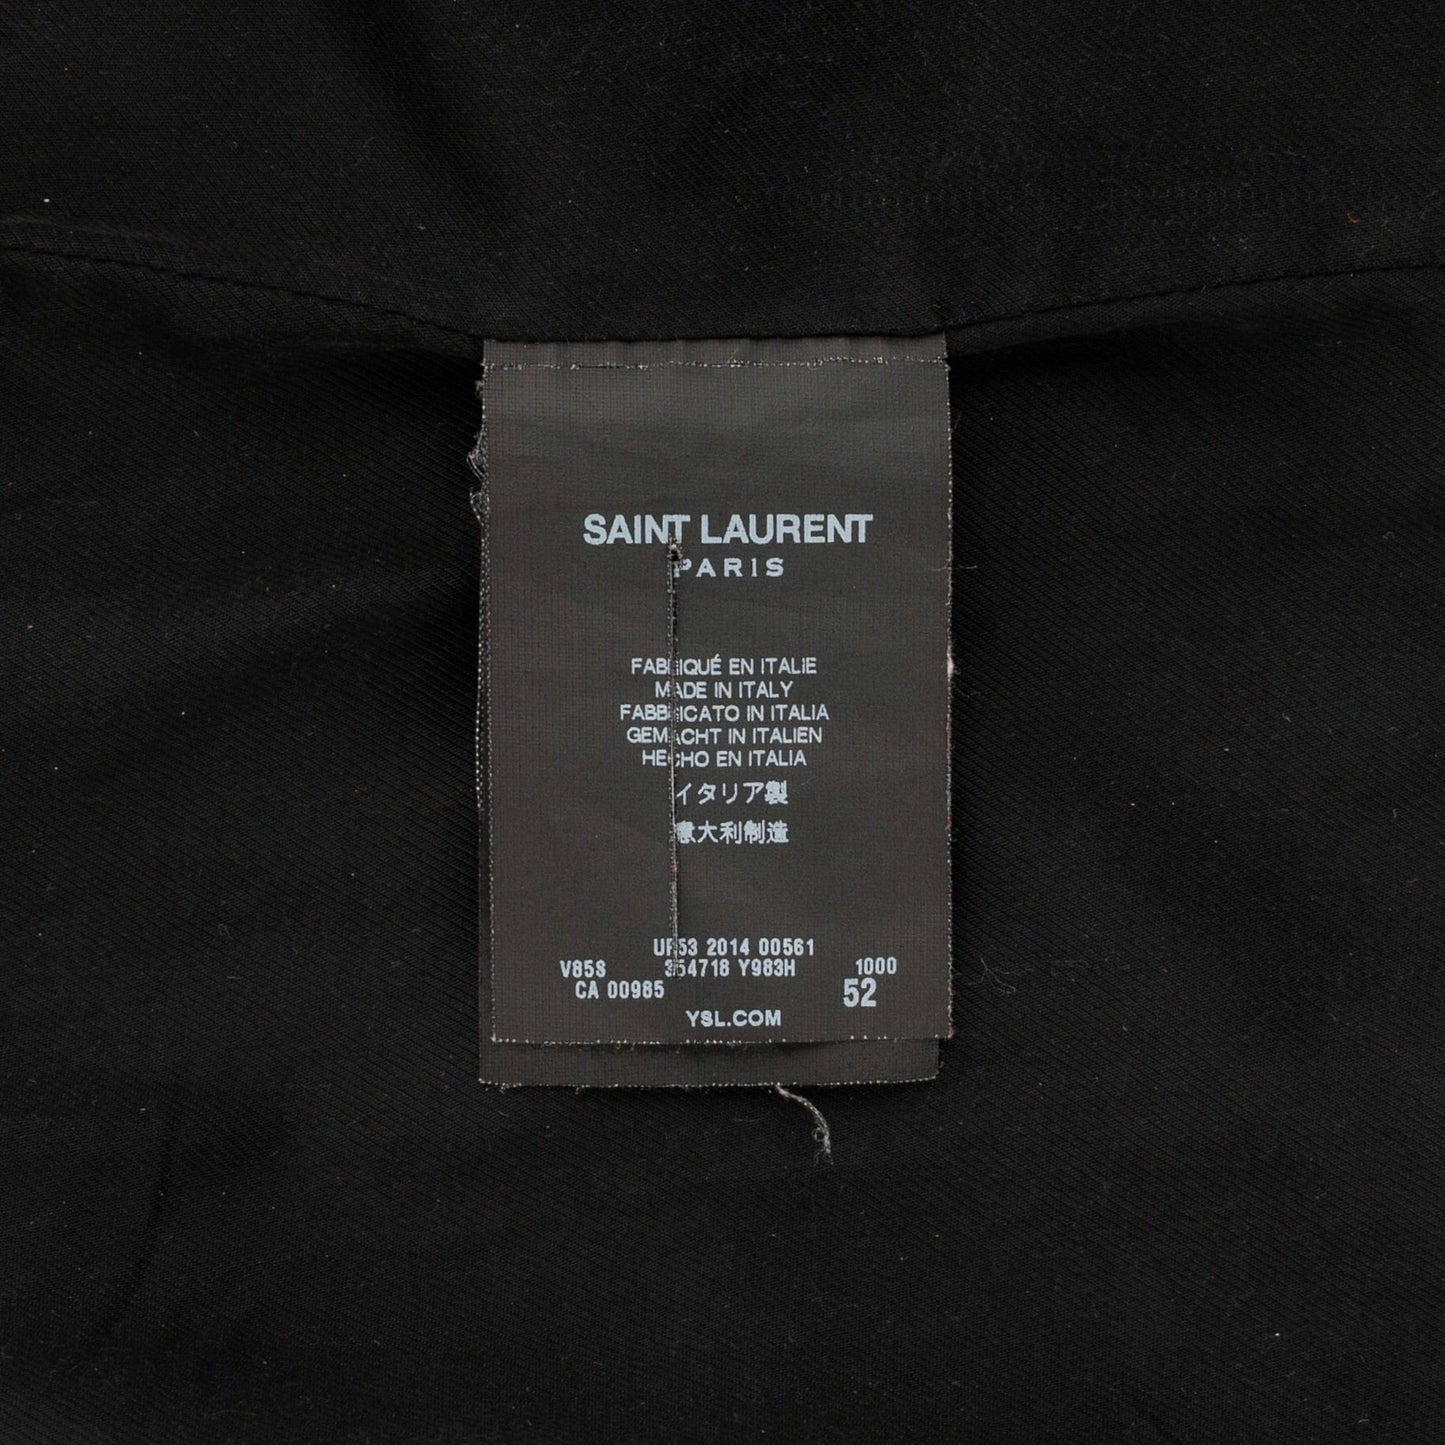 SAINT LAURENT
PARIS
FABRIQUÉ EN ITALIE
MADE IN ITALY
FABBRICATO IN ITALIA
GEMACHT IN ITALIEN
HECHO EN ITALIA
イタリア製
意大利制造
UP53 2014 00561
V85S 354718 Y983H 1000
CA 00985 52
YSL.COM